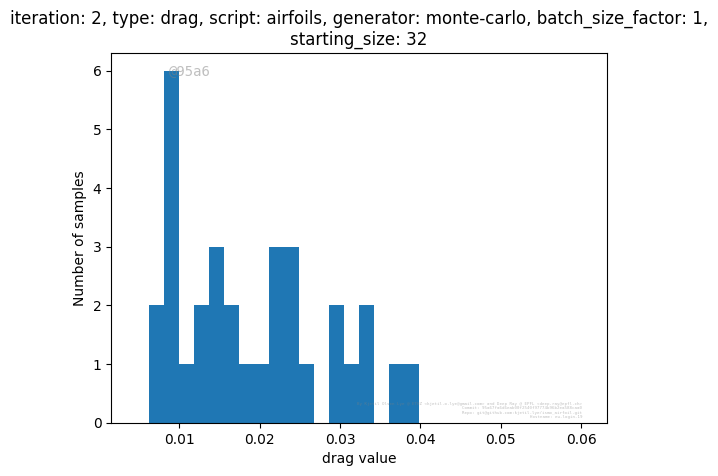 iteration: 2, type: drag, script: airfoils, generator: monte-carlo, batch_size_factor: 1,
starting_size: 32
@95a6
6
5
4
3
2
1
0
Number of samples
0.01 0.02 0.03 0.04 0.05 0.06
drag value